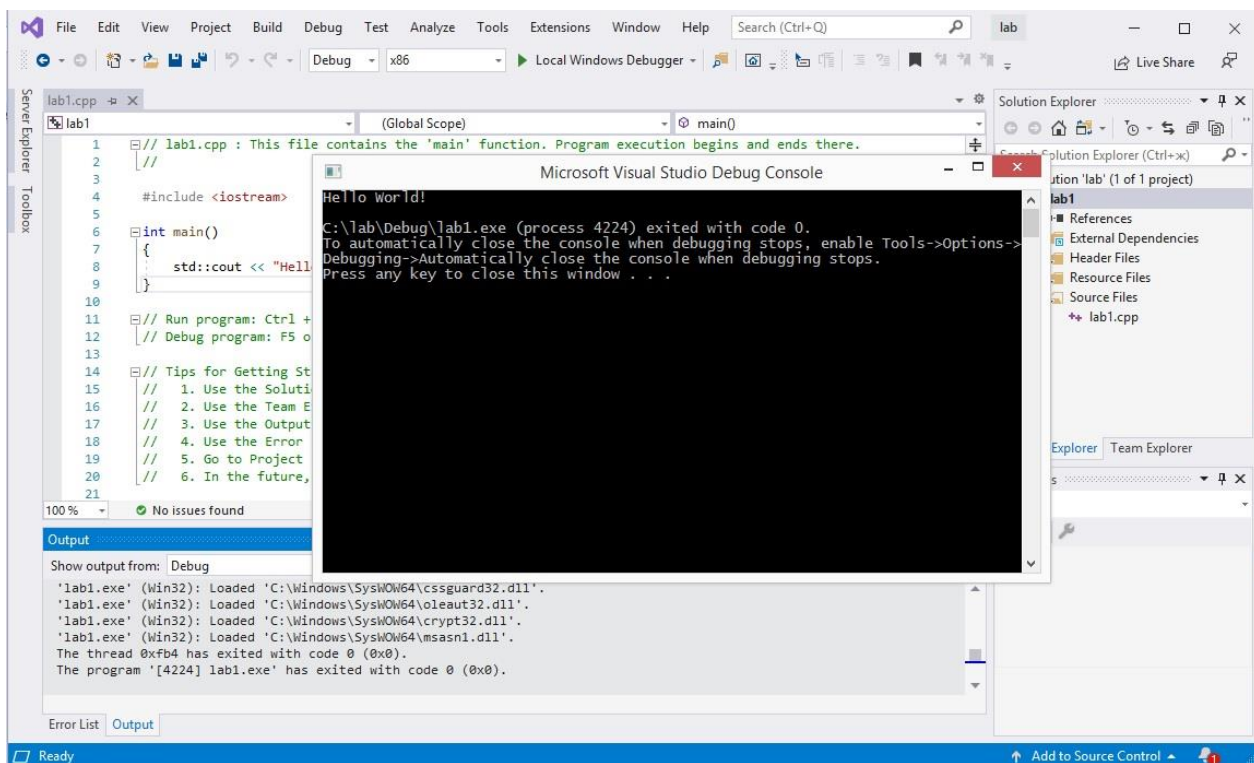 File Edit View Project Build Debug Test Analyze Tools Extensions Window Help Search (Ctrl+Q) lab
Debug x86 Local Windows Debugger Live Share
Server Explorer
Toolbox
lab1.cpp
lab1 (Global Scope) main()
1 // lab1.cpp : This file contains the 'main' function. Program execution begins and ends there.
2 //
3
4 #include <iostream>
5
6 int main()
7 {
8 std::cout << "Hell
9 }
10
11 // Run program: Ctrl +
12 // Debug program: F5 o
13
14 // Tips for Getting St
15 // 1. Use the Soluti
16 // 2. Use the Team E
17 // 3. Use the Output
18 // 4. Use the Error
19 // 5. Go to Project
20 // 6. In the future,
21
100 % No issues found
Microsoft Visual Studio Debug Console
Hello World!
C:\lab\Debug\lab1.exe (process 4224) exited with code 0.
To automatically close the console when debugging stops, enable Tools->Options->
Debugging->Automatically close the console when debugging stops.
Press any key to close this window . . .
Solution Explorer
Solution Explorer (Ctrl+ж)
ution 'lab' (1 of 1 project)
lab1
References
External Dependencies
Header Files
Resource Files
Source Files
lab1.cpp
Explorer Team Explorer
s
Output
Show output from: Debug
'lab1.exe' (Win32): Loaded 'C:\Windows\SysWOW64\cssguard32.dll'.
'lab1.exe' (Win32): Loaded 'C:\Windows\SysWOW64\oleaut32.dll'.
'lab1.exe' (Win32): Loaded 'C:\Windows\SysWOW64\crypt32.dll'.
'lab1.exe' (Win32): Loaded 'C:\Windows\SysWOW64\msasn1.dll'.
The thread 0xfb4 has exited with code 0 (0x0).
The program '[4224] lab1.exe' has exited with code 0 (0x0).
Error List Output
Ready Add to Source Control 1